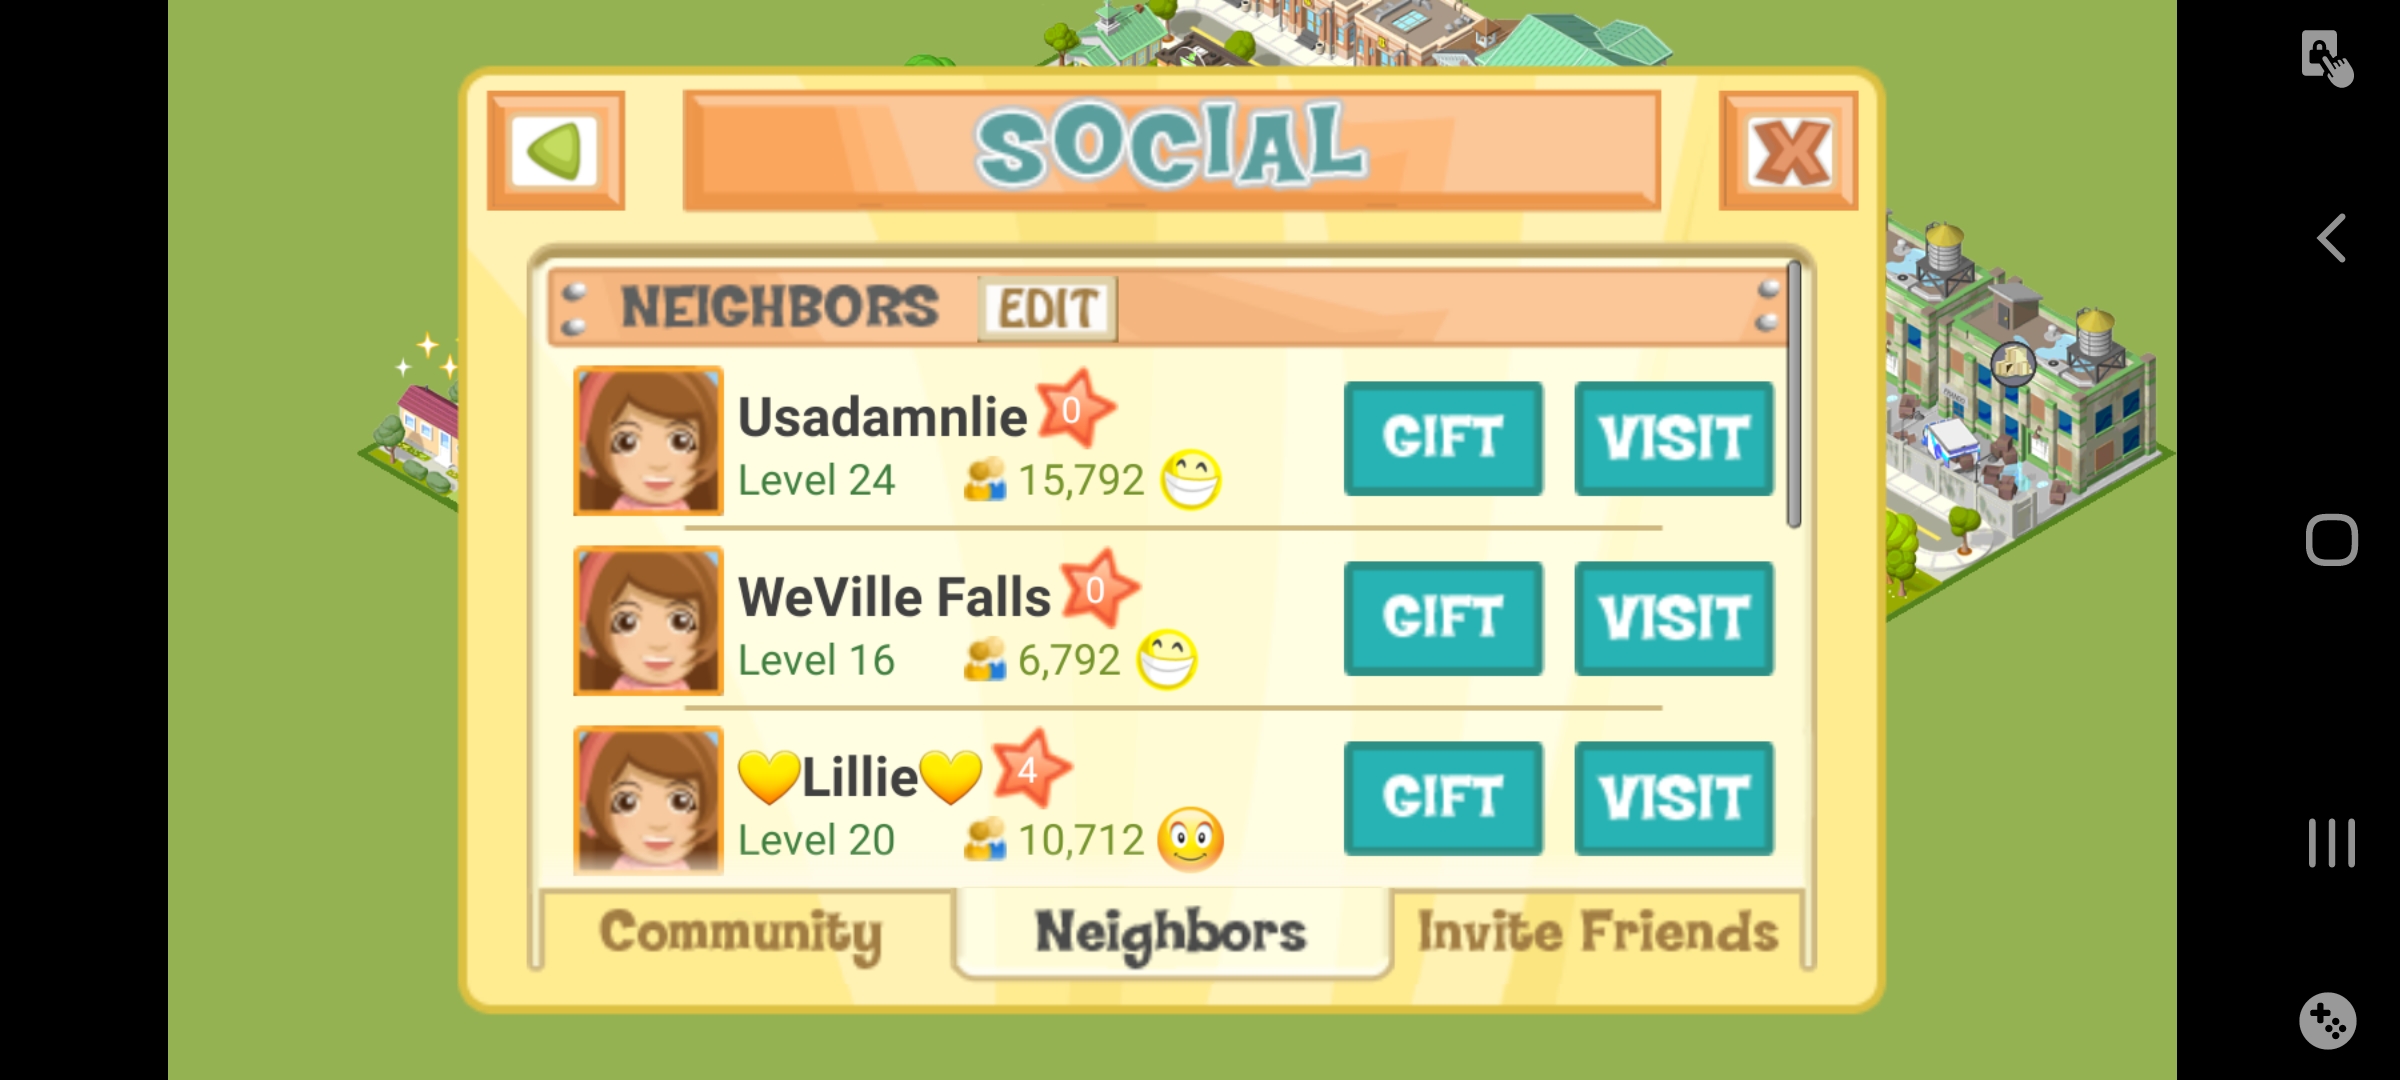 SOCIAL
NEIGHBORS EDIT
Usadamnlie 0
GIFT VISIT
Level 24 15,792
WeVille Falls 0
GIFT VISIT
Level 16 6,792
💛Lillie💛 4
GIFT VISIT
Level 20 10,712
Community Neighbors Invite Friends